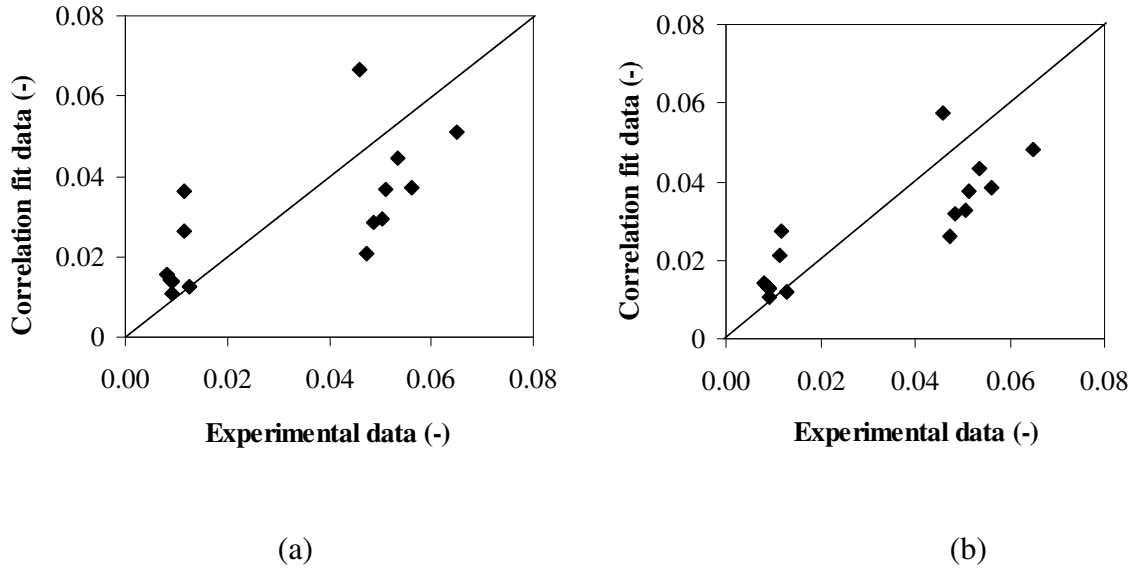 Correlation fit data (-)
0.08
0.06
0.04
0.02
0
0.00 0.02 0.04 0.06 0.08
Experimental data (-)
(a)
Correlation fit data (-)
0.08
0.06
0.04
0.02
0
0.00 0.02 0.04 0.06 0.08
Experimental data (-)
(b)